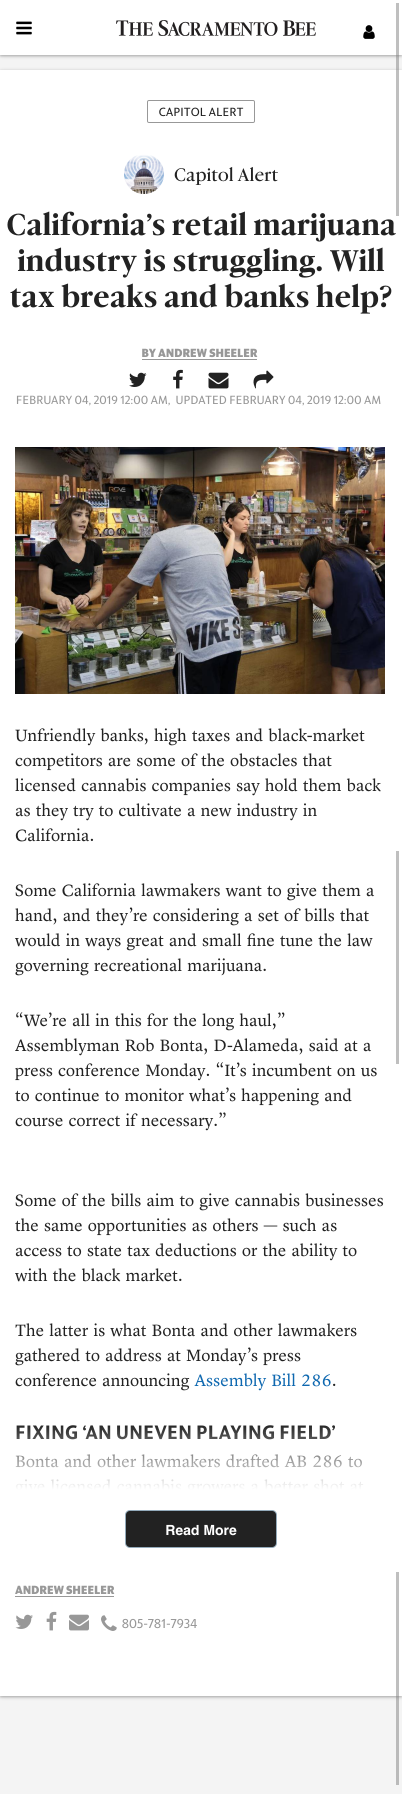 THE SACRAMENTO BEE
CAPITOL ALERT
Capitol Alert
California’s retail marijuana
industry is struggling. Will
tax breaks and banks help?
BY ANDREW SHEELER
FEBRUARY 04, 2019 12:00 AM, UPDATED FEBRUARY 04, 2019 12:00 AM
NIKE
Unfriendly banks, high taxes and black-market
competitors are some of the obstacles that
licensed cannabis companies say hold them back
as they try to cultivate a new industry in
California.
Some California lawmakers want to give them a
hand, and they’re considering a set of bills that
would in ways great and small fine tune the law
governing recreational marijuana.
“We’re all in this for the long haul,”
Assemblyman Rob Bonta, D-Alameda, said at a
press conference Monday. “It’s incumbent on us
to continue to monitor what’s happening and
course correct if necessary.”
Some of the bills aim to give cannabis businesses
the same opportunities as others — such as
access to state tax deductions or the ability to
with the black market.
The latter is what Bonta and other lawmakers
gathered to address at Monday’s press
conference announcing Assembly Bill 286.
FIXING ‘AN UNEVEN PLAYING FIELD’
Bonta and other lawmakers drafted AB 286 to
give licensed cannabis growers a better shot at
Read More
ANDREW SHEELER
805-781-7934